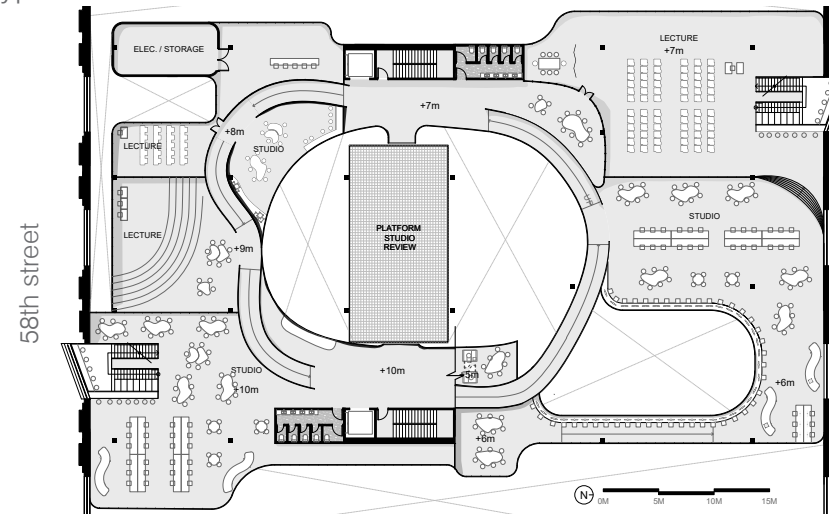 ELEC. / STORAGE
LECTURE
+7m
+7m
+8m
LECTURE
STUDIO
LECTURE
STUDIO
PLATFORM
STUDIO
REVIEW
+9m
58th street
STUDIO
+10m
+10m
+5m
+6m
+6m
N
0M
5M
10M
15M